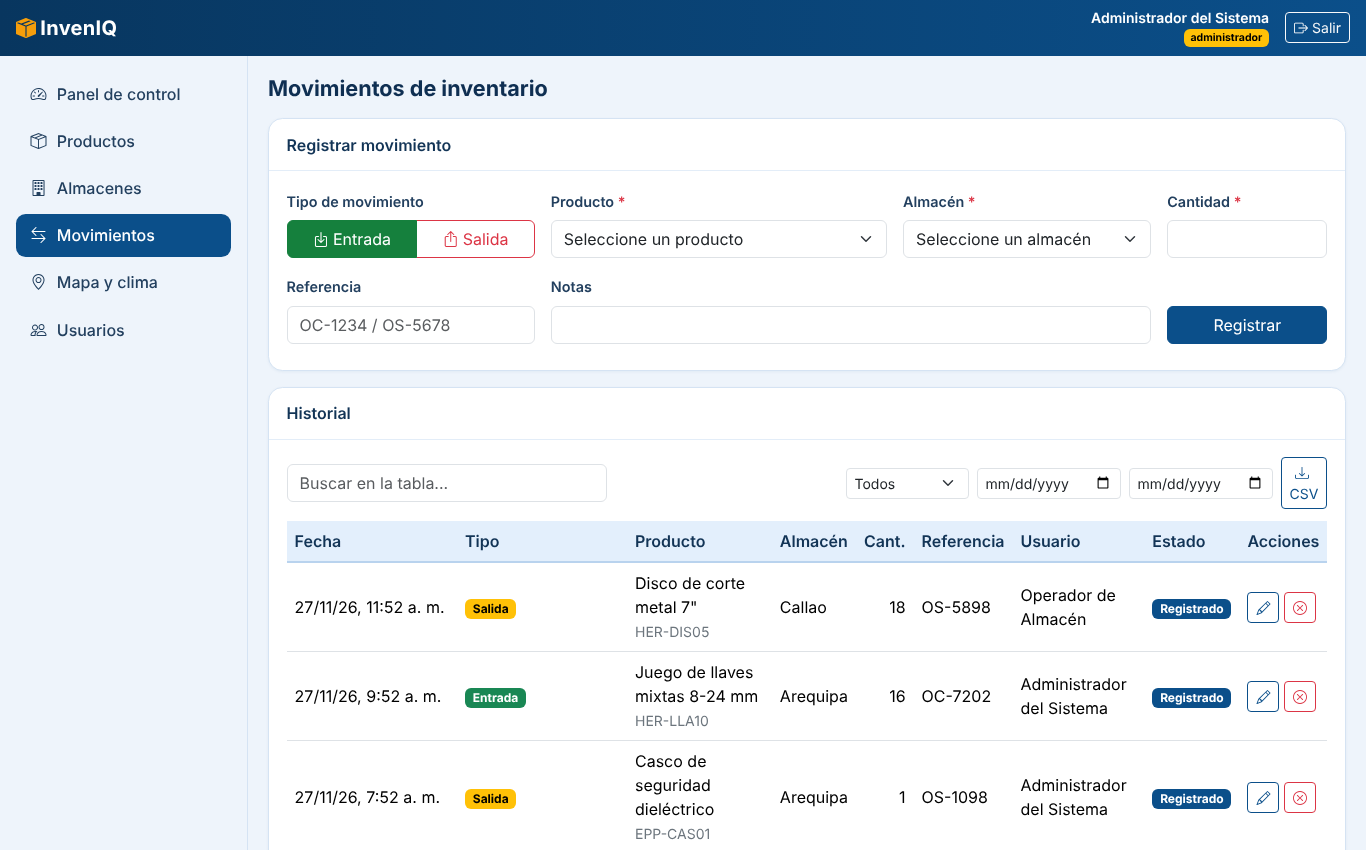 InvenIQ
Administrador del Sistema
administrador
Salir
Panel de control
Productos
Almacenes
Movimientos
Mapa y clima
Usuarios
Movimientos de inventario
Registrar movimiento
Tipo de movimiento
Producto *
Almacén *
Cantidad *
Entrada
Salida
Seleccione un producto
Seleccione un almacén
Referencia
Notas
OC-1234 / OS-5678
Registrar
Historial
Buscar en la tabla...
Todos
mm/dd/yyyy
mm/dd/yyyy
CSV
Fecha Tipo Producto Almacén Cant. Referencia Usuario Estado Acciones
27/11/26, 11:52 a. m.
Salida
Disco de corte
metal 7"
HER-DIS05
Callao
18
OS-5898
Operador de
Almacén
Registrado
27/11/26, 9:52 a. m.
Entrada
Juego de llaves
mixtas 8-24 mm
HER-LLA10
Arequipa
16
OC-7202
Administrador
del Sistema
Registrado
27/11/26, 7:52 a. m.
Salida
Casco de
seguridad
dieléctrico
EPP-CAS01
Arequipa
1
OS-1098
Administrador
del Sistema
Registrado